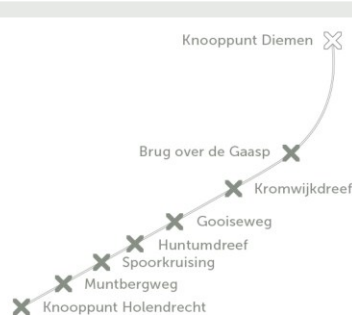 Knooppunt Diemen
Brug over de Gaasp
Kromwijkdreef
Gooiseweg
Huntumdreef
Spoorkruising
Muntbergweg
Knooppunt Holendrecht